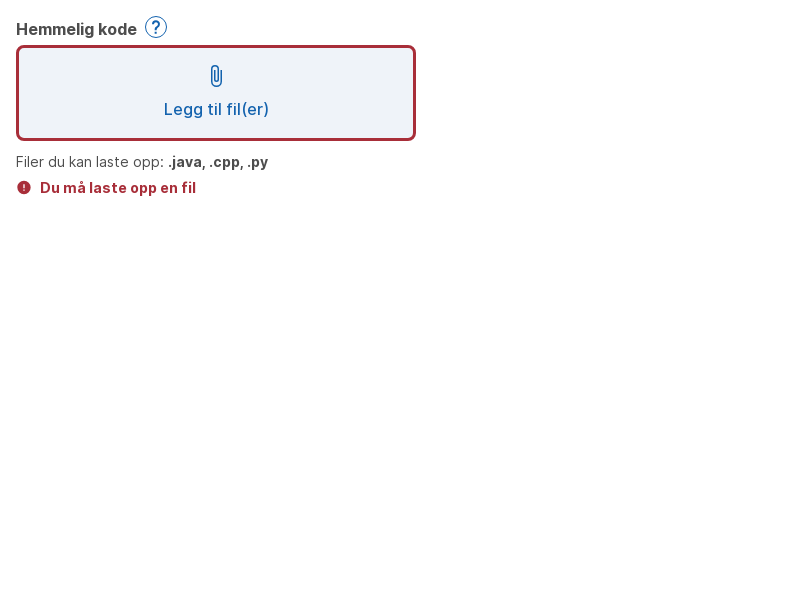 Hemmelig kode ?
Legg til fil(er)
Filer du kan laste opp: .java, .cpp, .py
Du må laste opp en fil